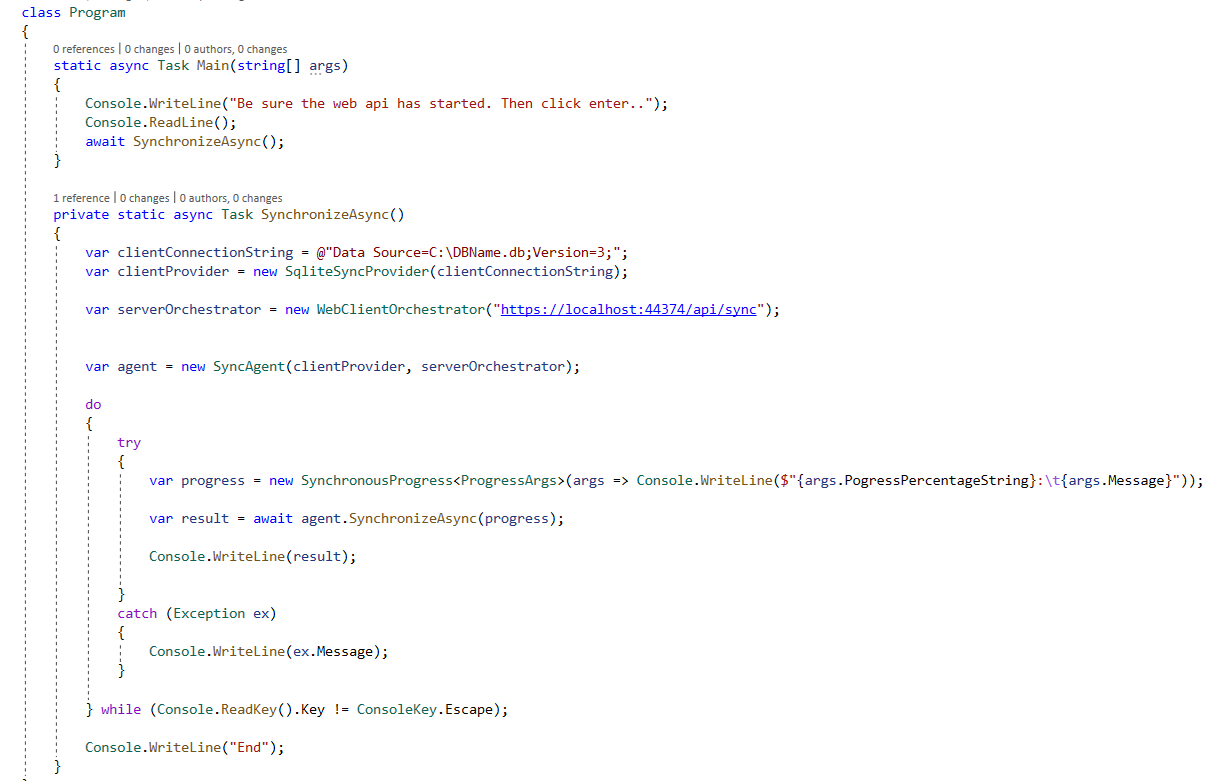 class Program
{
0 references | 0 changes | 0 authors, 0 changes
static async Task Main(string[] args)
{
Console.WriteLine("Be sure the web api has started. Then click enter..");
Console.ReadLine();
await SynchronizeAsync();
}
1 reference | 0 changes | 0 authors, 0 changes
private static async Task SynchronizeAsync()
{
var clientConnectionString = @"Data Source=C:\DBName.db;Version=3;";
var clientProvider = new SqliteSyncProvider(clientConnectionString);
var serverOrchestrator = new WebClientOrchestrator("https://localhost:44374/api/sync");
var agent = new SyncAgent(clientProvider, serverOrchestrator);
do
{
try
{
var progress = new SynchronousProgress<ProgressArgs>(args => Console.WriteLine($"{args.PogressPercentageString}:\t{args.Message}"));
var result = await agent.SynchronizeAsync(progress);
Console.WriteLine(result);
}
catch (Exception ex)
{
Console.WriteLine(ex.Message);
}
} while (Console.ReadKey().Key != ConsoleKey.Escape);
Console.WriteLine("End");
}